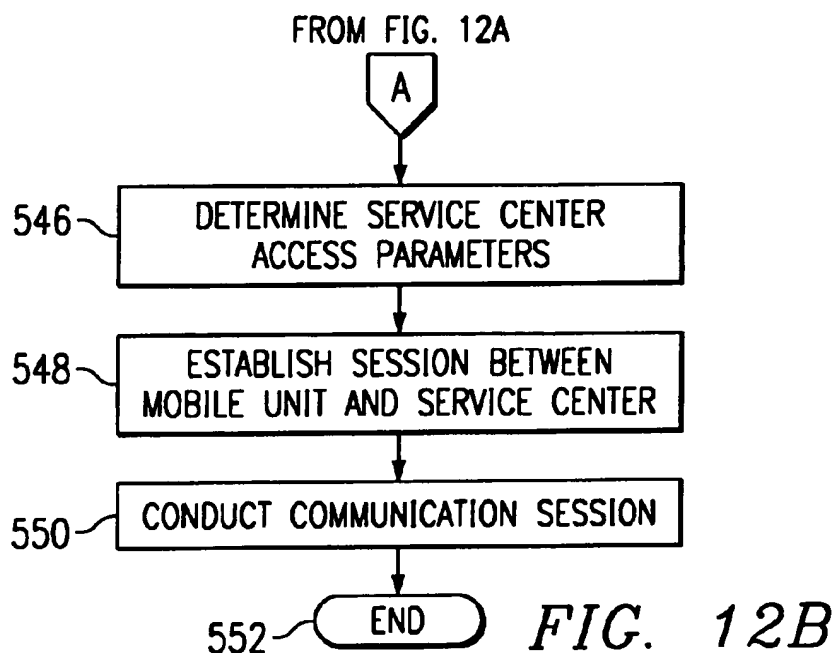 FROM FIG. 12A
A
546
DETERMINE SERVICE CENTER
ACCESS PARAMETERS
548
ESTABLISH SESSION BETWEEN
MOBILE UNIT AND SERVICE CENTER
550
CONDUCT COMMUNICATION SESSION
552
END
FIG. 12B